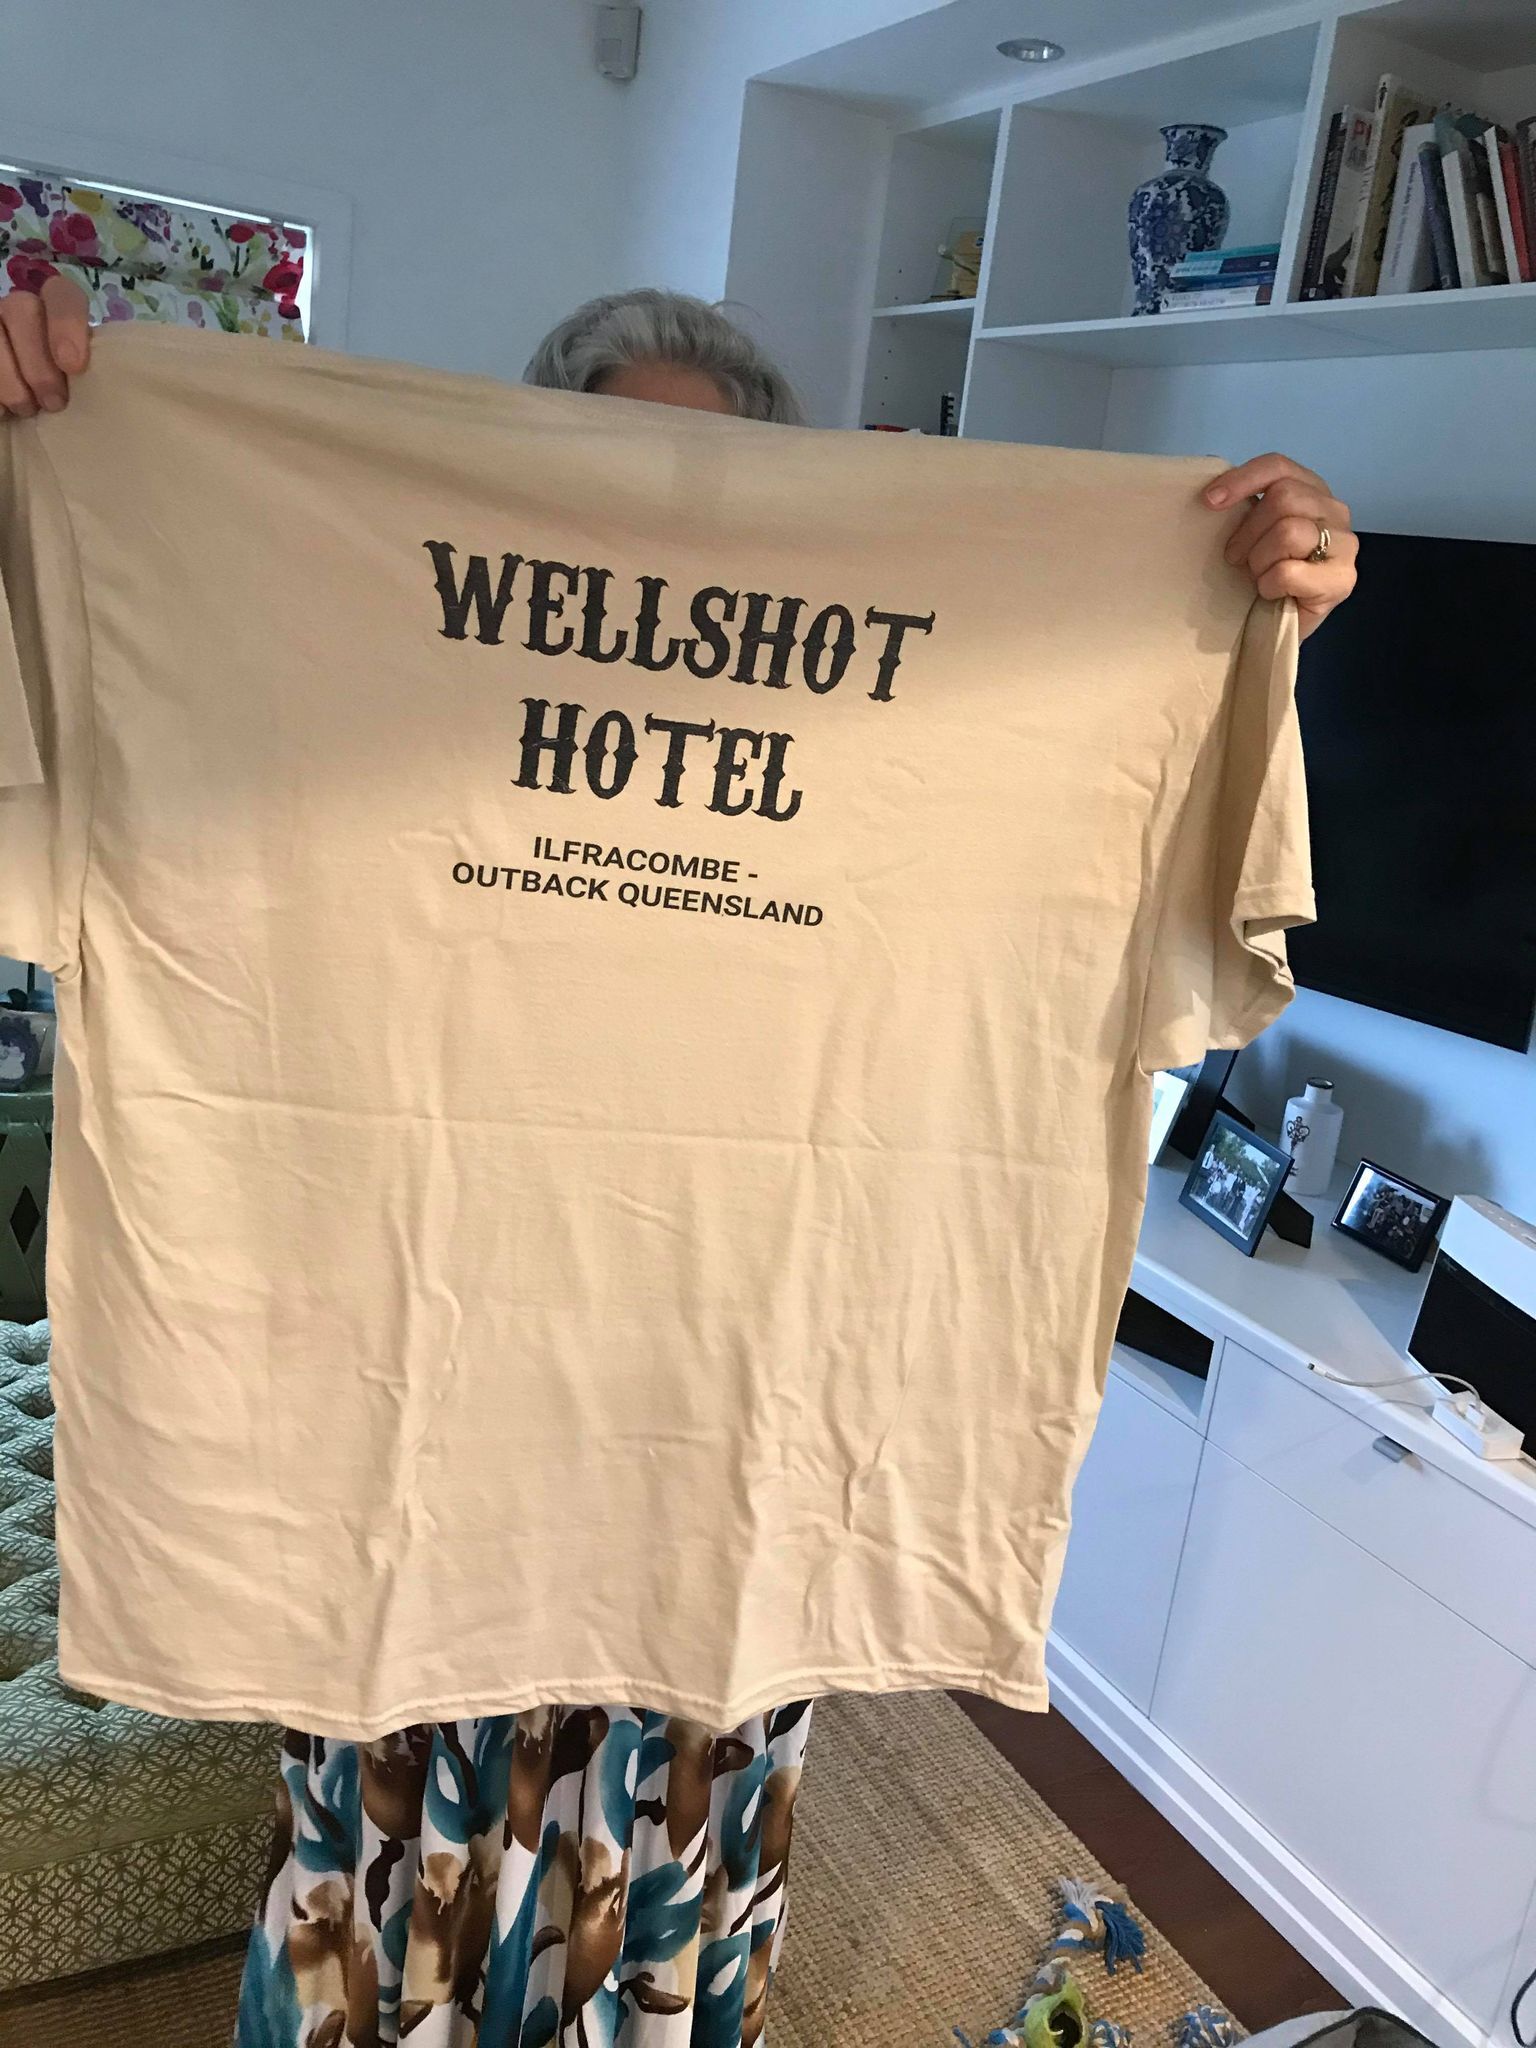 WELLSHOT
HOTEL
ILFRACOMBE -
OUTBACK QUEENSLAND